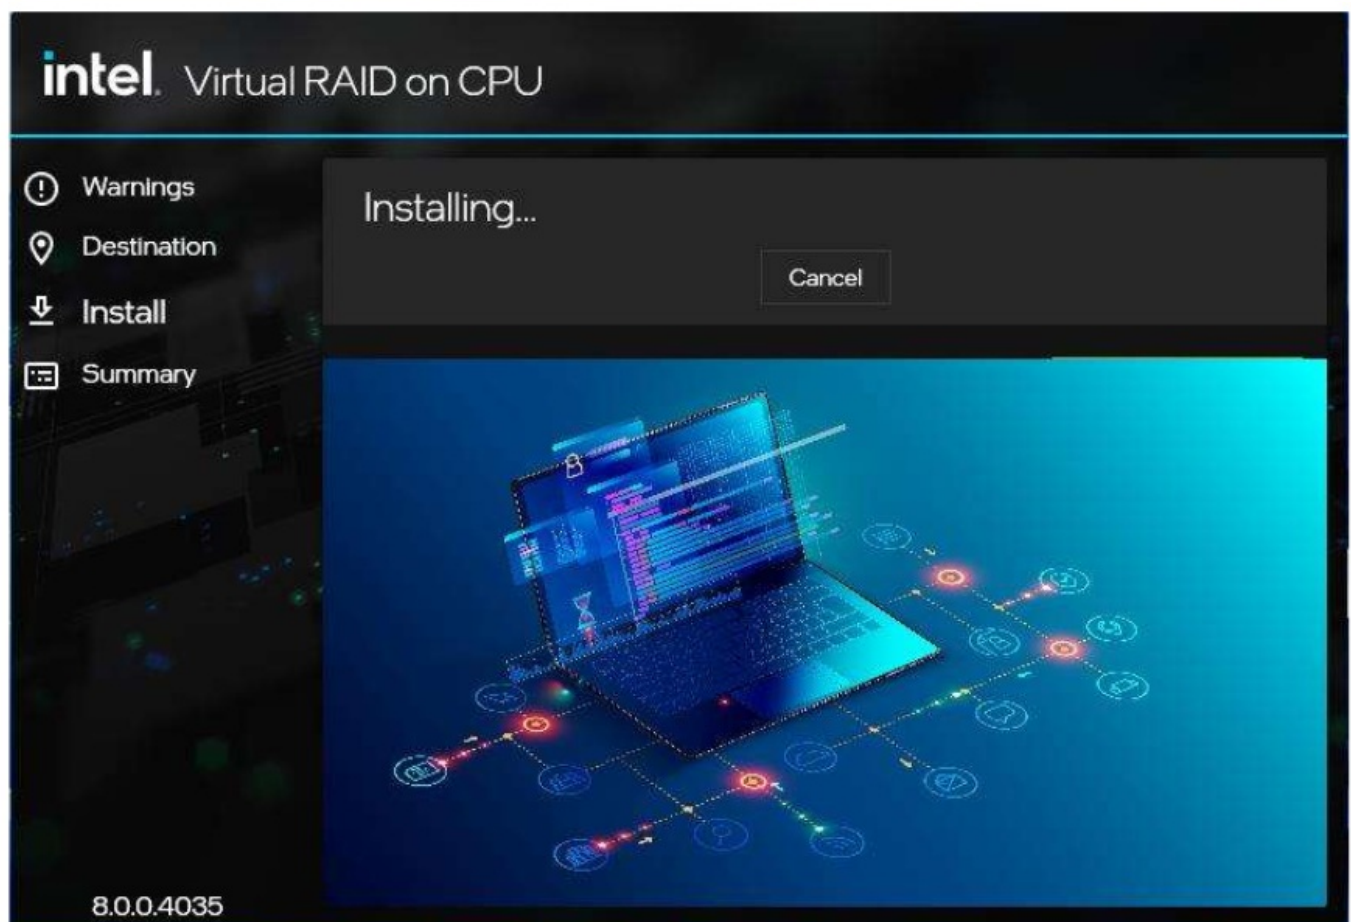 intel. Virtual RAID on CPU
Warnings
Destination
Install
Summary
Installing...
Cancel
8.0.0.4035